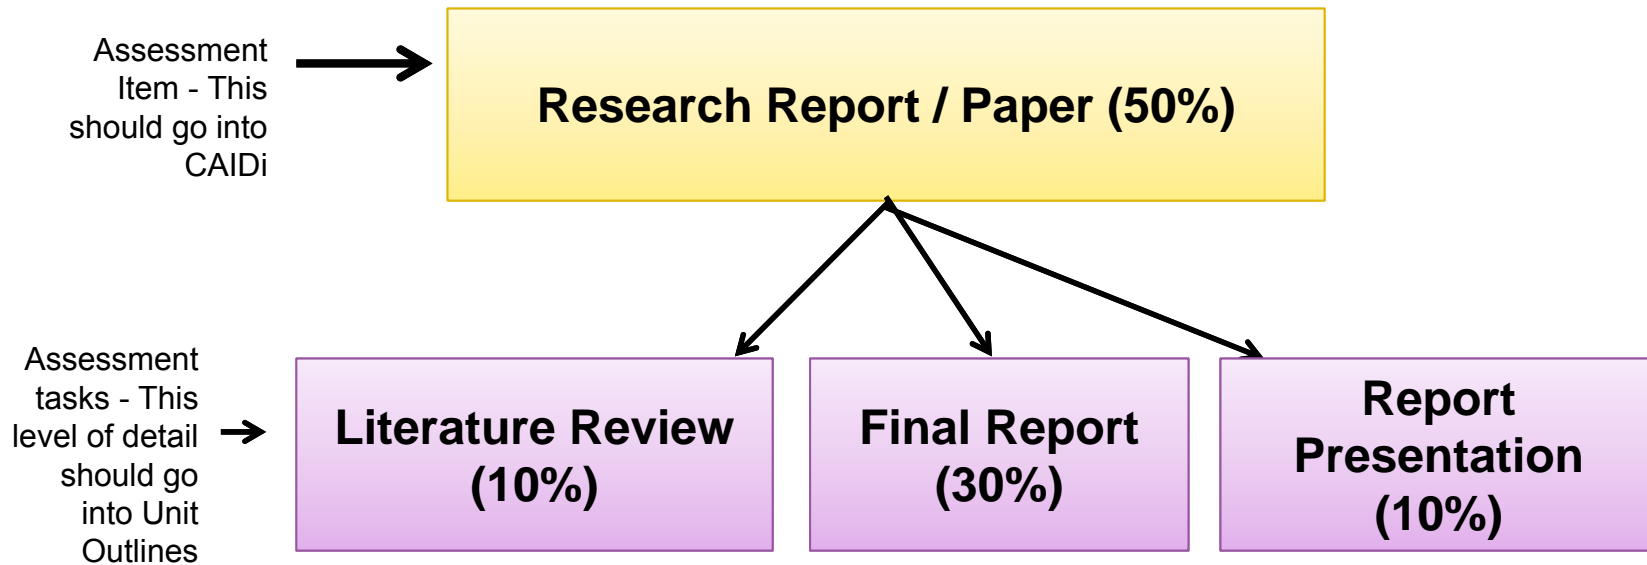 Assessment
Item - This
should go into
CAIDi
Research Report / Paper (50%)
Assessment
tasks - This
level of detail
should go
into Unit
Outlines
Literature Review
(10%)
Final Report
(30%)
Report
Presentation
(10%)